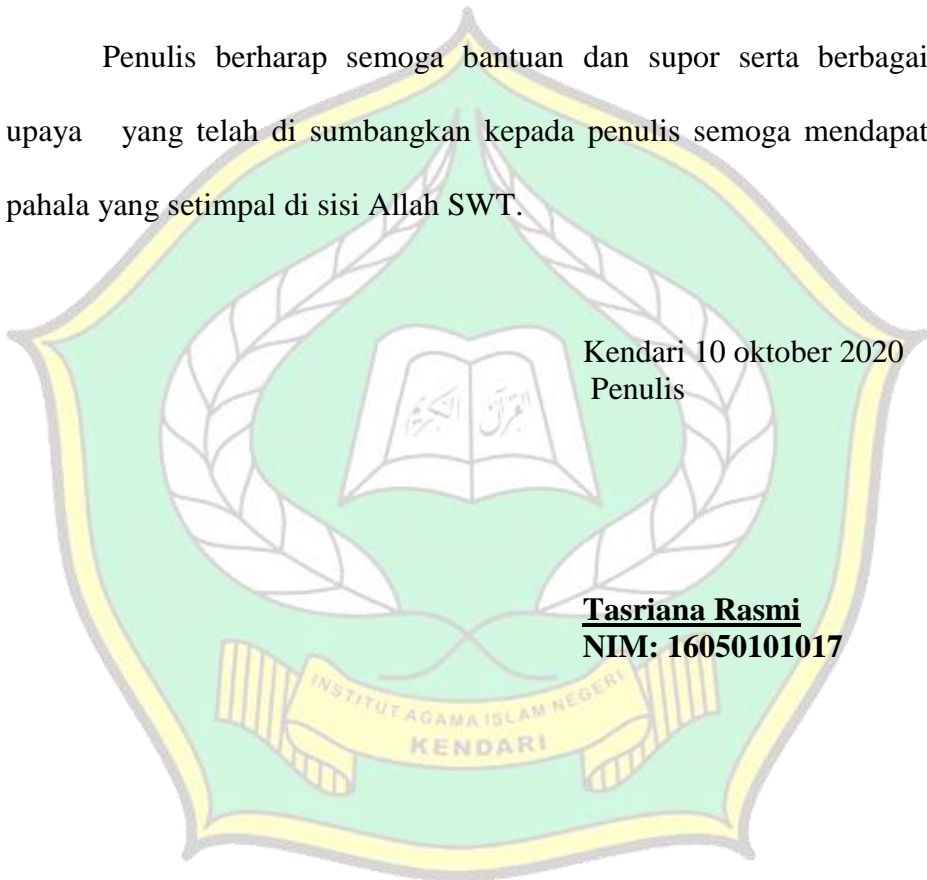 Penulis berharap semoga bantuan dan supor serta berbagai
upaya yang telah di sumbangkan kepada penulis semoga mendapat
pahala yang setimpal di sisi Allah SWT.
Kendari 10 oktober 2020
Penulis
القرآن الكريم
Tasriana Rasmi
NIM: 16050101017
INSTITUT AGAMA ISLAM NEGERI
KENDARI